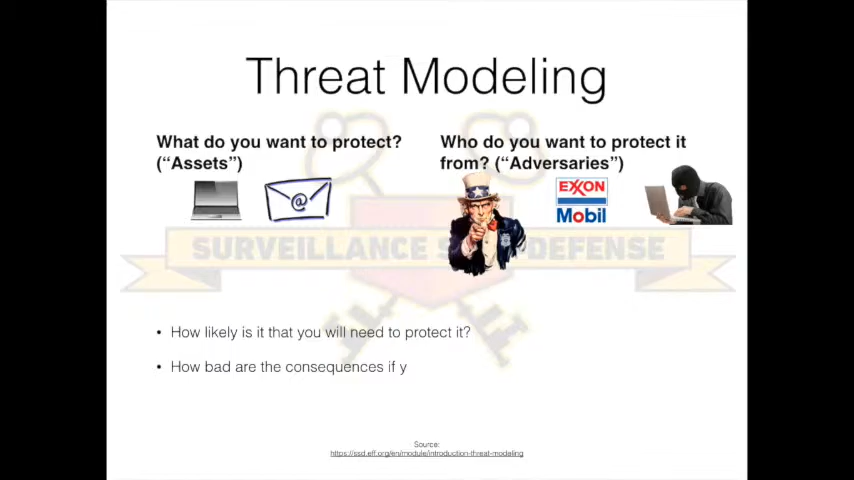 Threat Modeling
What do you want to protect?
(“Assets”)
@
Who do you want to protect it
from? (“Adversaries”)
EXXON
Mobil
SURVEILLANCE S DEFENSE
• How likely is it that you will need to protect it?
• How bad are the consequences if y
Source:
https://ssd.eff.org/en/module/introduction-threat-modeling